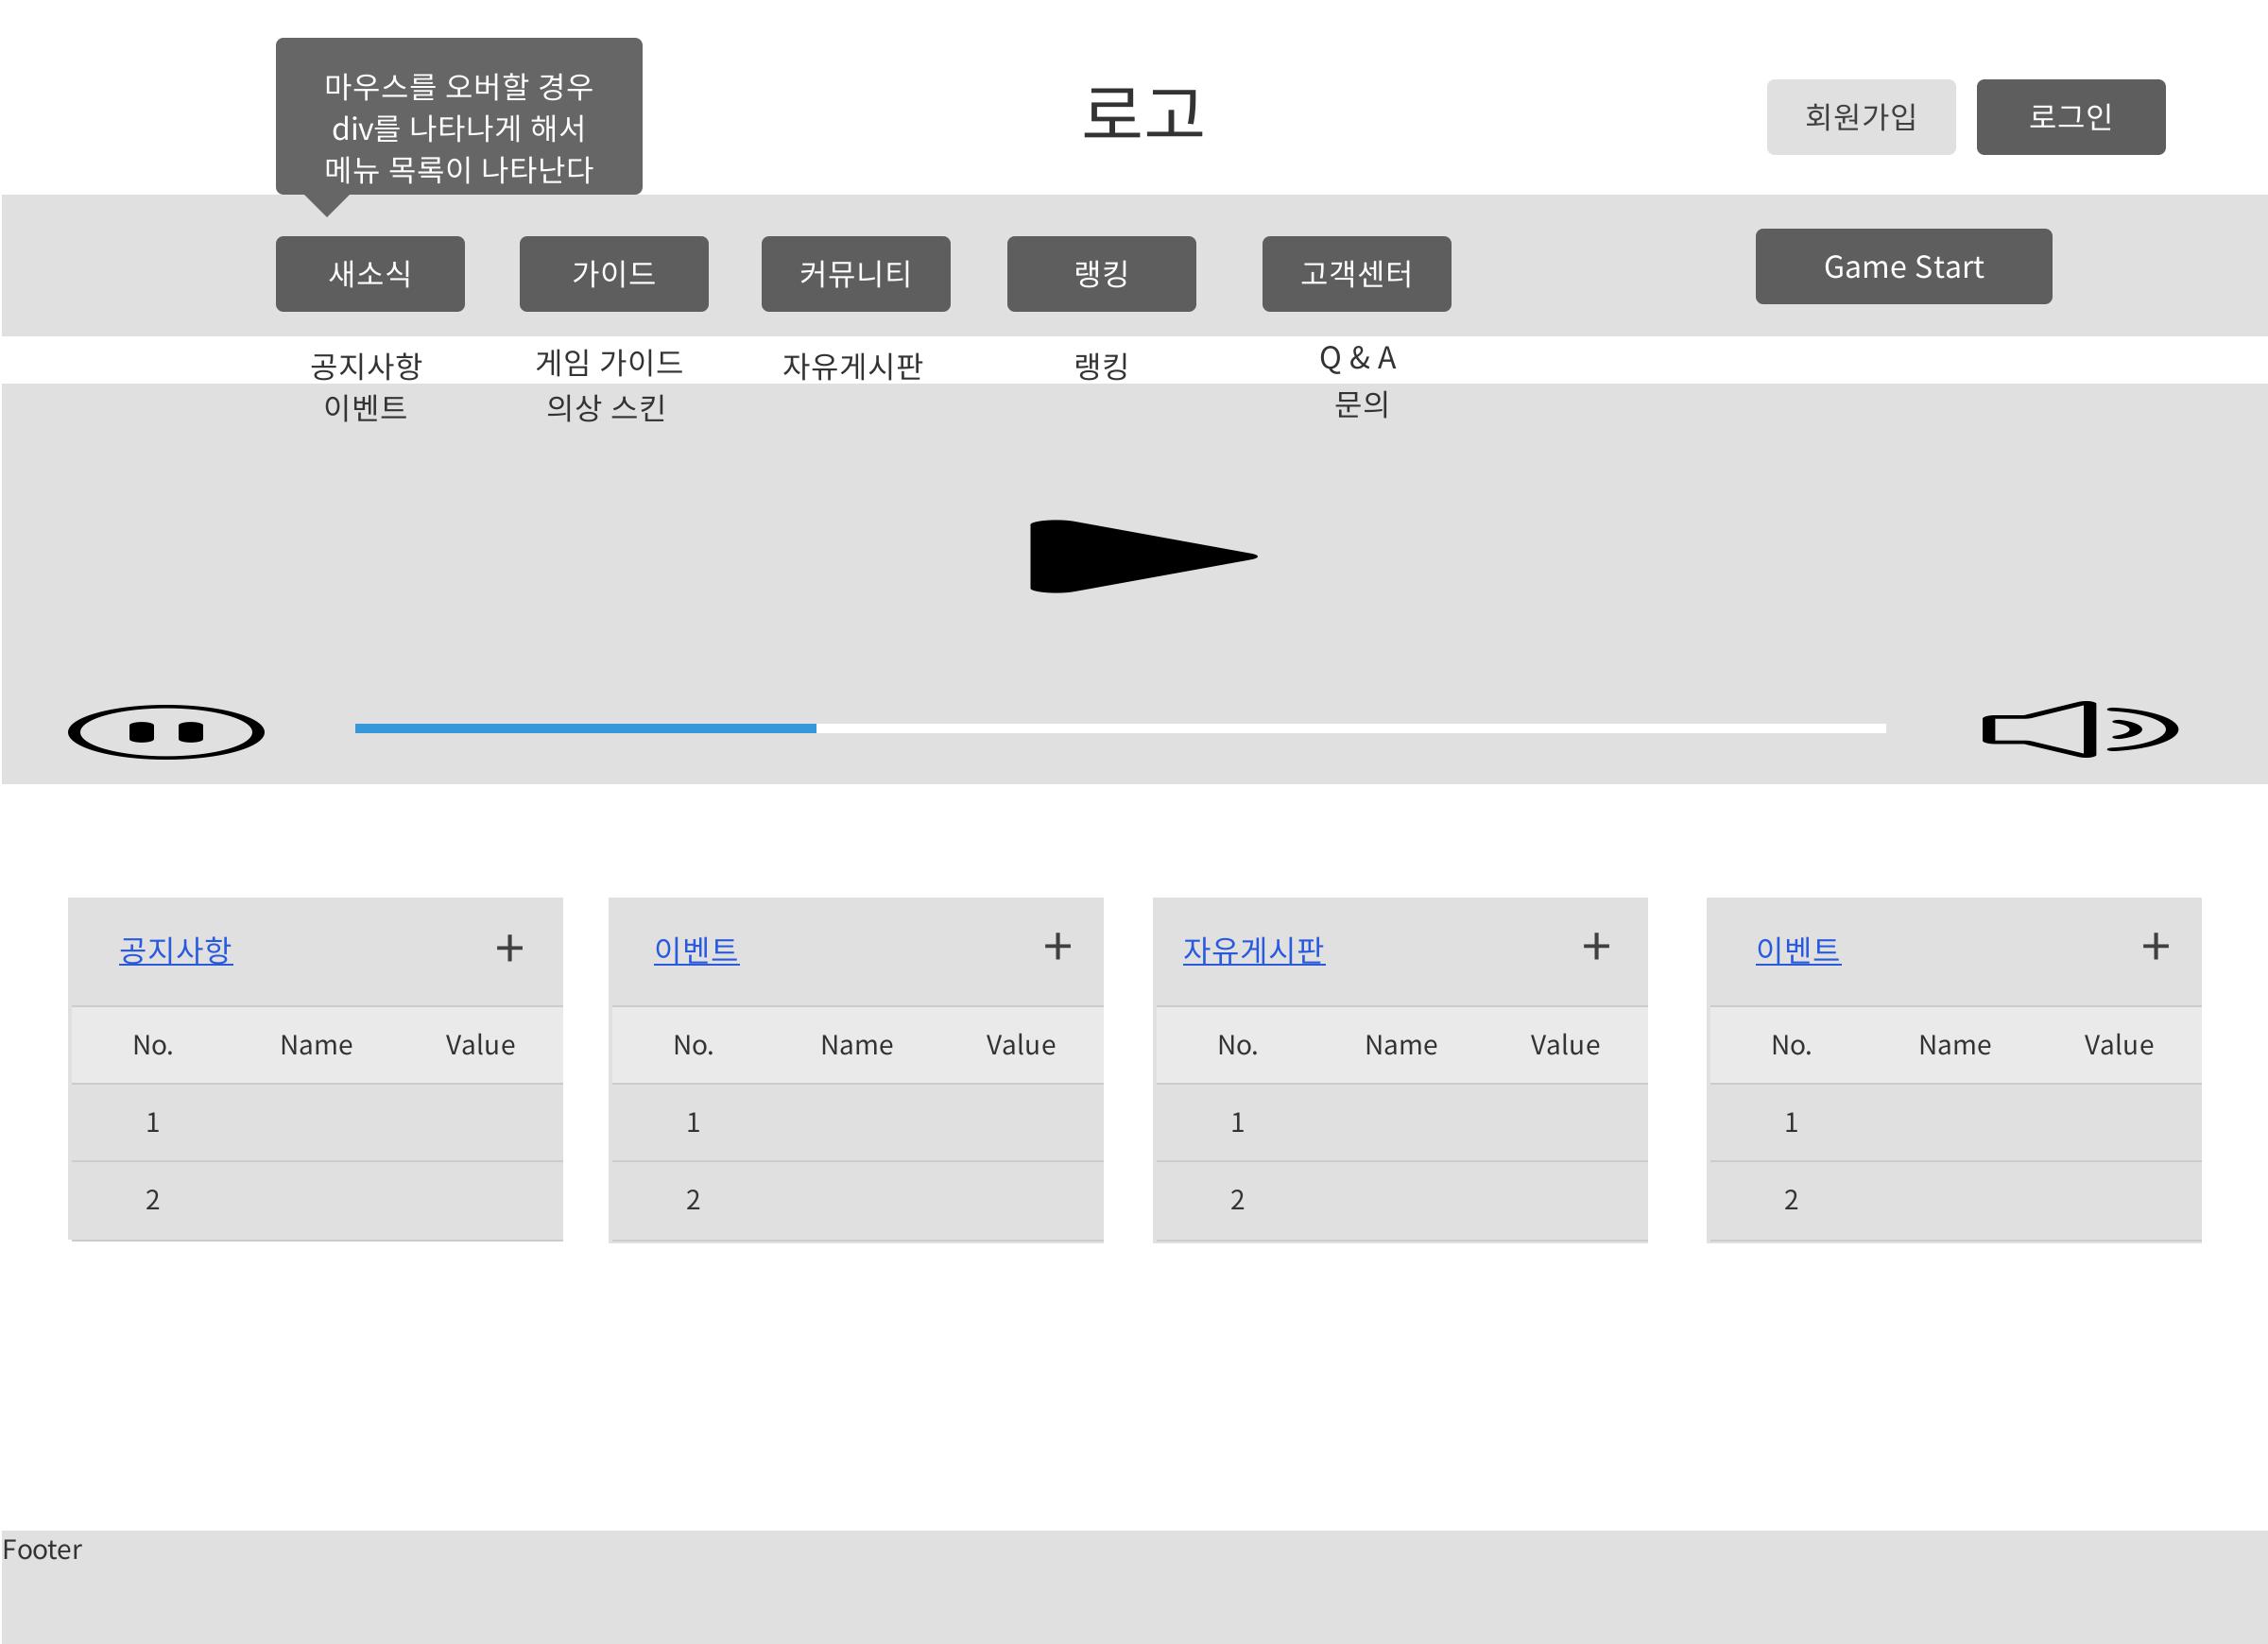 마우스를 오버할 경우
div를 나타나게 해서
메뉴 목록이 나타난다
로고
회원가입
로그인
새소식
가이드
커뮤니티
랭킹
고객센터
Game Start
공지사항
이벤트
게임 가이드
의상 스킨
자유게시판
랭킹
Q & A
문의
공지사항 +
No. Name Value
1
2
이벤트 +
No. Name Value
1
2
자유게시판 +
No. Name Value
1
2
이벤트 +
No. Name Value
1
2
Footer